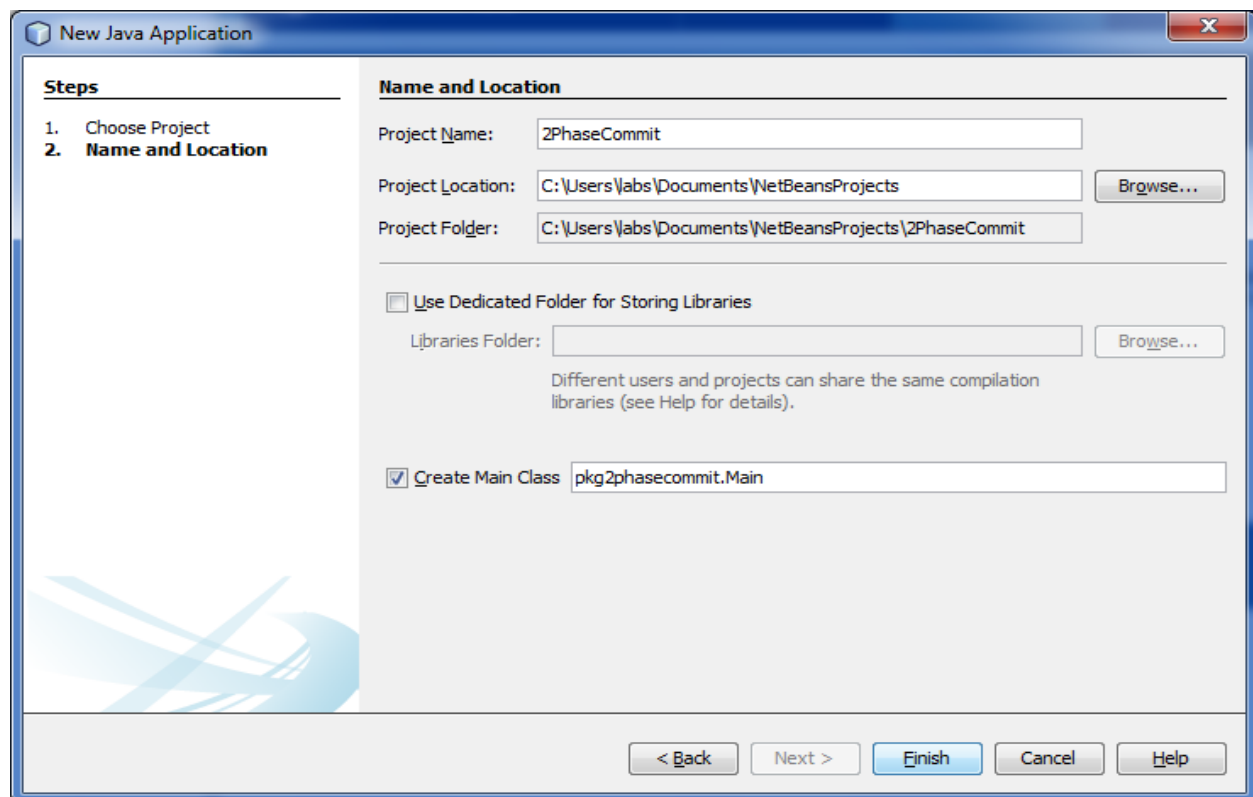 New Java Application
Steps
1. Choose Project
2. Name and Location
Name and Location
Project Name: 2PhaseCommit
Project Location: C:\Users\labs\Documents\NetBeansProjects Browse...
Project Folder: C:\Users\labs\Documents\NetBeansProjects\2PhaseCommit
Use Dedicated Folder for Storing Libraries
Libraries Folder: Browse...
Different users and projects can share the same compilation
libraries (see Help for details).
Create Main Class pkg2phasecommit.Main
< Back Next > Finish Cancel Help